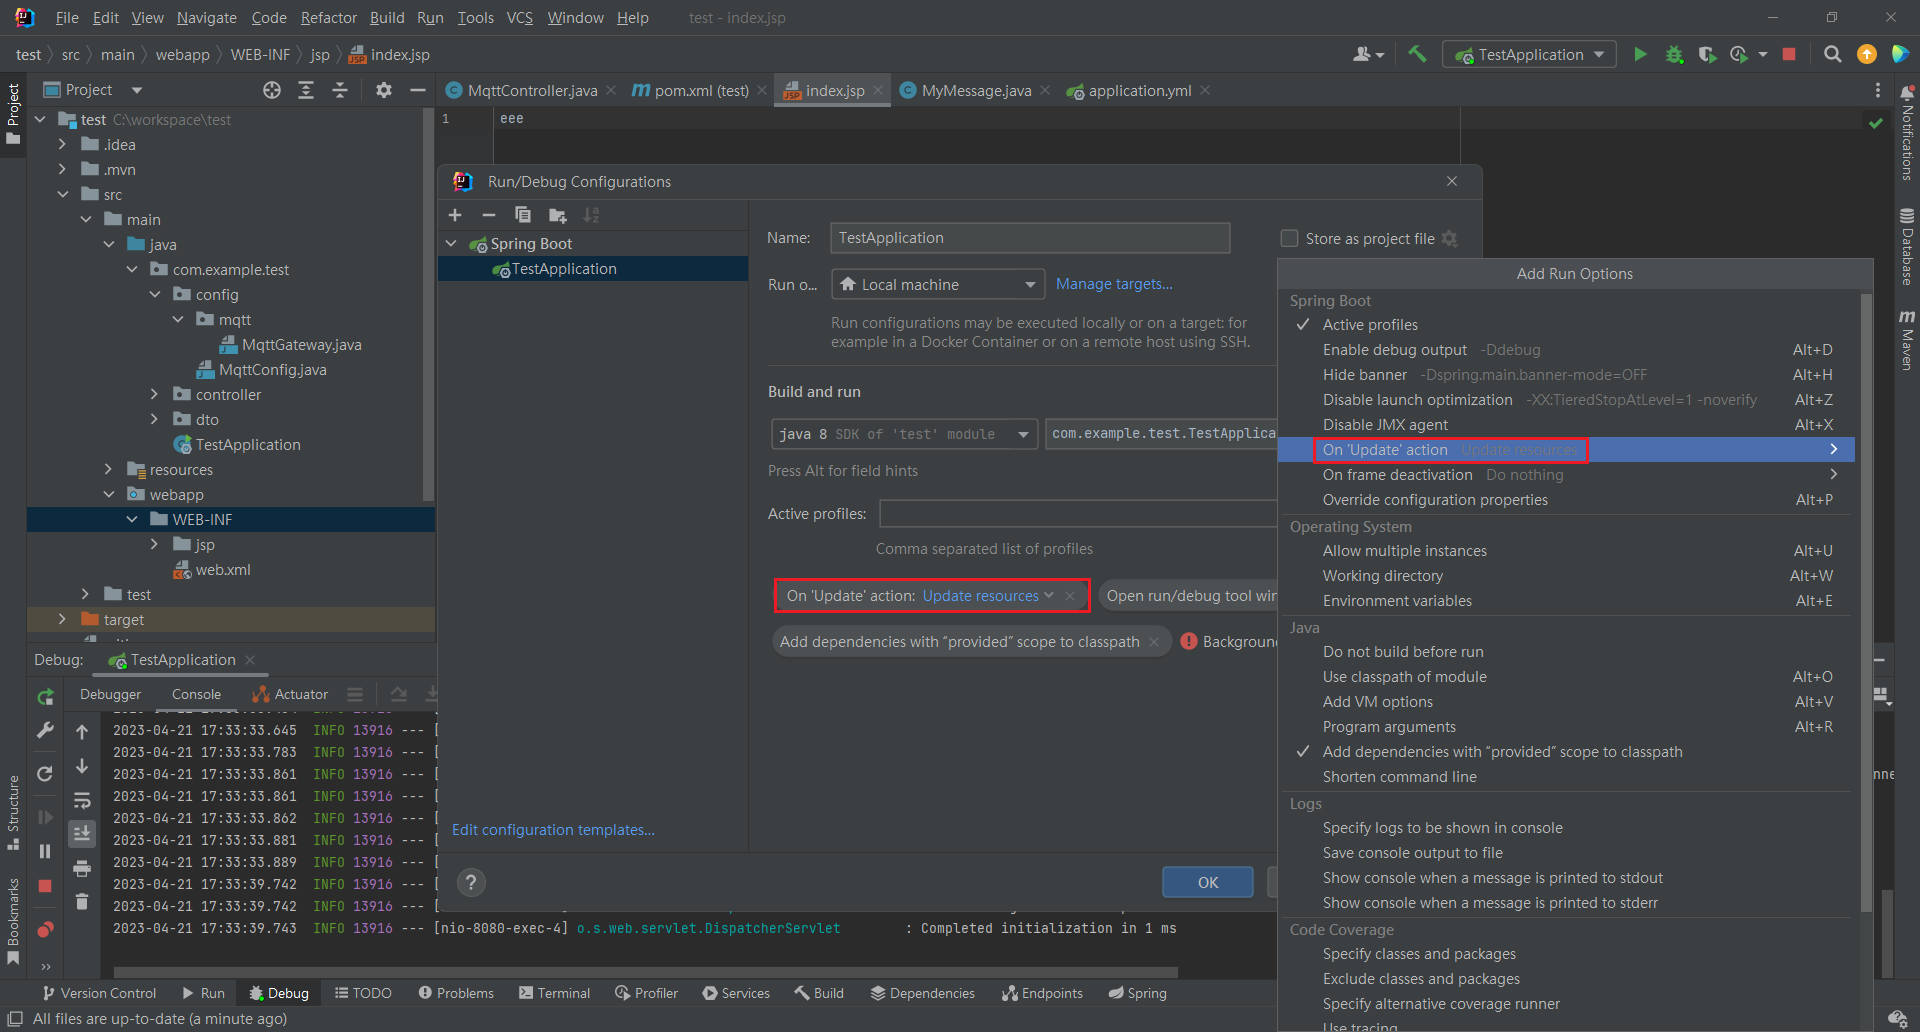 File Edit View Navigate Code Refactor Build Run Tools VCS Window Help test - index.jsp
test src main webapp WEB-INF jsp index.jsp
TestApplication
Project
MqttController.java pom.xml (test) index.jsp MyMessage.java application.yml
1 eee
test C:\workspace\test
.idea
.mvn
src
main
java
com.example.test
config
mqtt
MqttGateway.java
MqttConfig.java
controller
dto
TestApplication
resources
webapp
WEB-INF
jsp
web.xml
test
target
Project
Structure
Bookmarks
Notifications
Database
Maven
Run/Debug Configurations
Spring Boot
TestApplication
Edit configuration templates...
Name: TestApplication
Store as project file
Run o... Local machine Manage targets...
Run configurations may be executed locally or on a target: for
example in a Docker Container or on a remote host using SSH.
Build and run
java 8 SDK of 'test' module com.example.test.TestApplica
Press Alt for field hints
Active profiles:
Comma separated list of profiles
On 'Update' action: Update resources Open run/debug tool wi
Add dependencies with “provided” scope to classpath Background
OK
Add Run Options
Spring Boot
Active profiles
Enable debug output -Ddebug Alt+D
Hide banner -Dspring.main.banner-mode=OFF Alt+H
Disable launch optimization -XX:TieredStopAtLevel=1 -noverify Alt+Z
Disable JMX agent Alt+X
On 'Update' action Update resources
On frame deactivation Do nothing
Override configuration properties Alt+P
Operating System
Allow multiple instances Alt+U
Working directory Alt+W
Environment variables Alt+E
Java
Do not build before run
Use classpath of module Alt+O
Add VM options Alt+V
Program arguments Alt+R
Add dependencies with “provided” scope to classpath
Shorten command line
Logs
Specify logs to be shown in console
Save console output to file
Show console when a message is printed to stdout
Show console when a message is printed to stderr
Code Coverage
Specify classes and packages
Exclude classes and packages
Specify alternative coverage runner
Use tracing
Debug: TestApplication
Debugger Console Actuator
2023-04-21 17:33:33.645 INFO 13916 --- [
2023-04-21 17:33:33.783 INFO 13916 --- [
2023-04-21 17:33:33.861 INFO 13916 --- [
2023-04-21 17:33:33.861 INFO 13916 --- [
2023-04-21 17:33:33.862 INFO 13916 --- [
2023-04-21 17:33:33.881 INFO 13916 --- [
2023-04-21 17:33:33.889 INFO 13916 --- [
2023-04-21 17:33:39.742 INFO 13916 --- [
2023-04-21 17:33:39.742 INFO 13916 --- [
2023-04-21 17:33:39.743 INFO 13916 --- [nio-8080-exec-4] o.s.web.servlet.DispatcherServlet : Completed initialization in 1 ms
Version Control Run Debug TODO Problems Terminal Profiler Services Build Dependencies Endpoints Spring
All files are up-to-date (a minute ago)